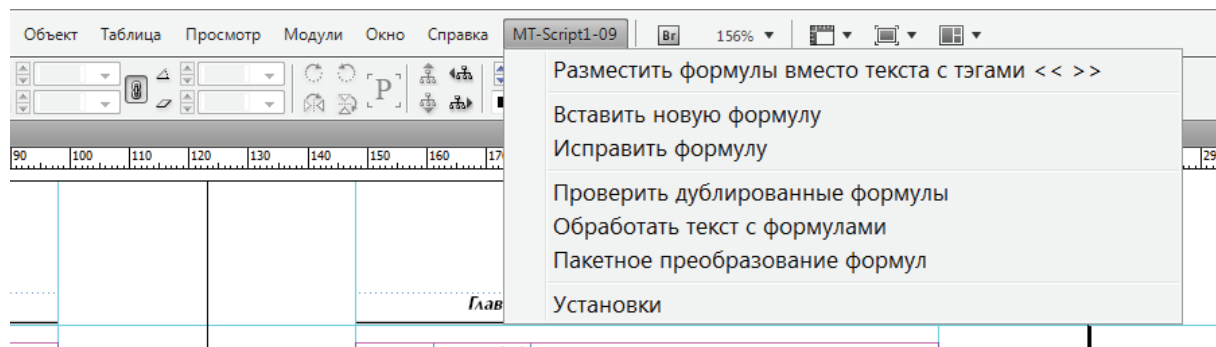 Объект Таблица Просмотр Модули Окно Справка MT-Script1-09 Br 156%
Разместить формулы вместо текста с тэгами << >>
P
Вставить новую формулу
Исправить формулу
90 100 110 120 130 140 150 160 17 29
Проверить дублированные формулы
Обработать текст с формулами
Пакетное преобразование формул
Глав
Установки